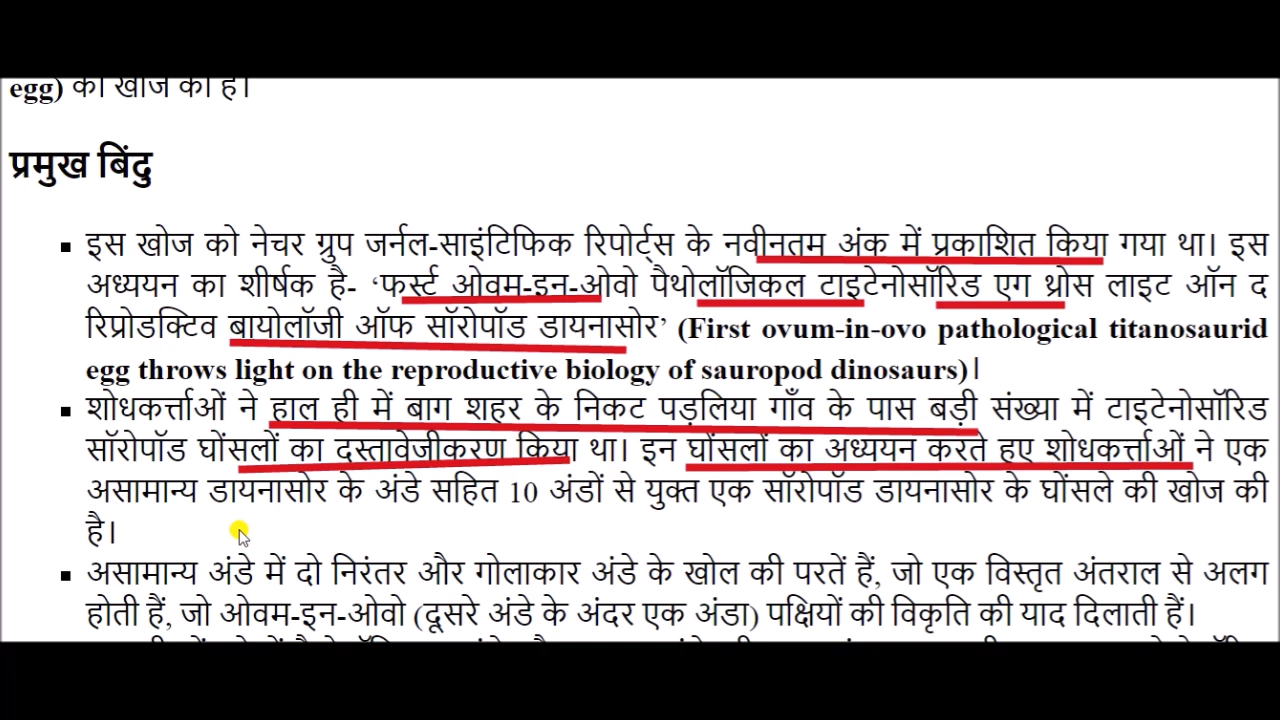 egg) की खोज की है।
प्रमुख बिंदु
▪ इस खोज को नेचर ग्रुप जर्नल-साइंटिफिक रिपोर्ट्स के नवीनतम अंक में प्रकाशित किया गया था। इस
अध्ययन का शीर्षक है- ‘फर्स्ट ओवम-इन-ओवो पैथोलॉजिकल टाइटेनोसॉरिड एग थ्रोस लाइट ऑन द
रिप्रोडक्टिव बायोलॉजी ऑफ सॉरोपॉड डायनासोर’ (First ovum-in-ovo pathological titanosaurid
egg throws light on the reproductive biology of sauropod dinosaurs)।
▪ शोधकर्त्ताओं ने हाल ही में बाग शहर के निकट पड़लिया गाँव के पास बड़ी संख्या में टाइटेनोसॉरिड
सॉरोपॉड घोंसलों का दस्तावेजीकरण किया था। इन घोंसलों का अध्ययन करते हुए शोधकर्त्ताओं ने एक
असामान्य डायनासोर के अंडे सहित 10 अंडों से युक्त एक सॉरोपॉड डायनासोर के घोंसले की खोज की
है।
▪ असामान्य अंडे में दो निरंतर और गोलाकार अंडे के खोल की परतें हैं, जो एक विस्तृत अंतराल से अलग
होती हैं, जो ओवम-इन-ओवो (दूसरे अंडे के अंदर एक अंडा) पक्षियों की विकृति की याद दिलाती हैं।